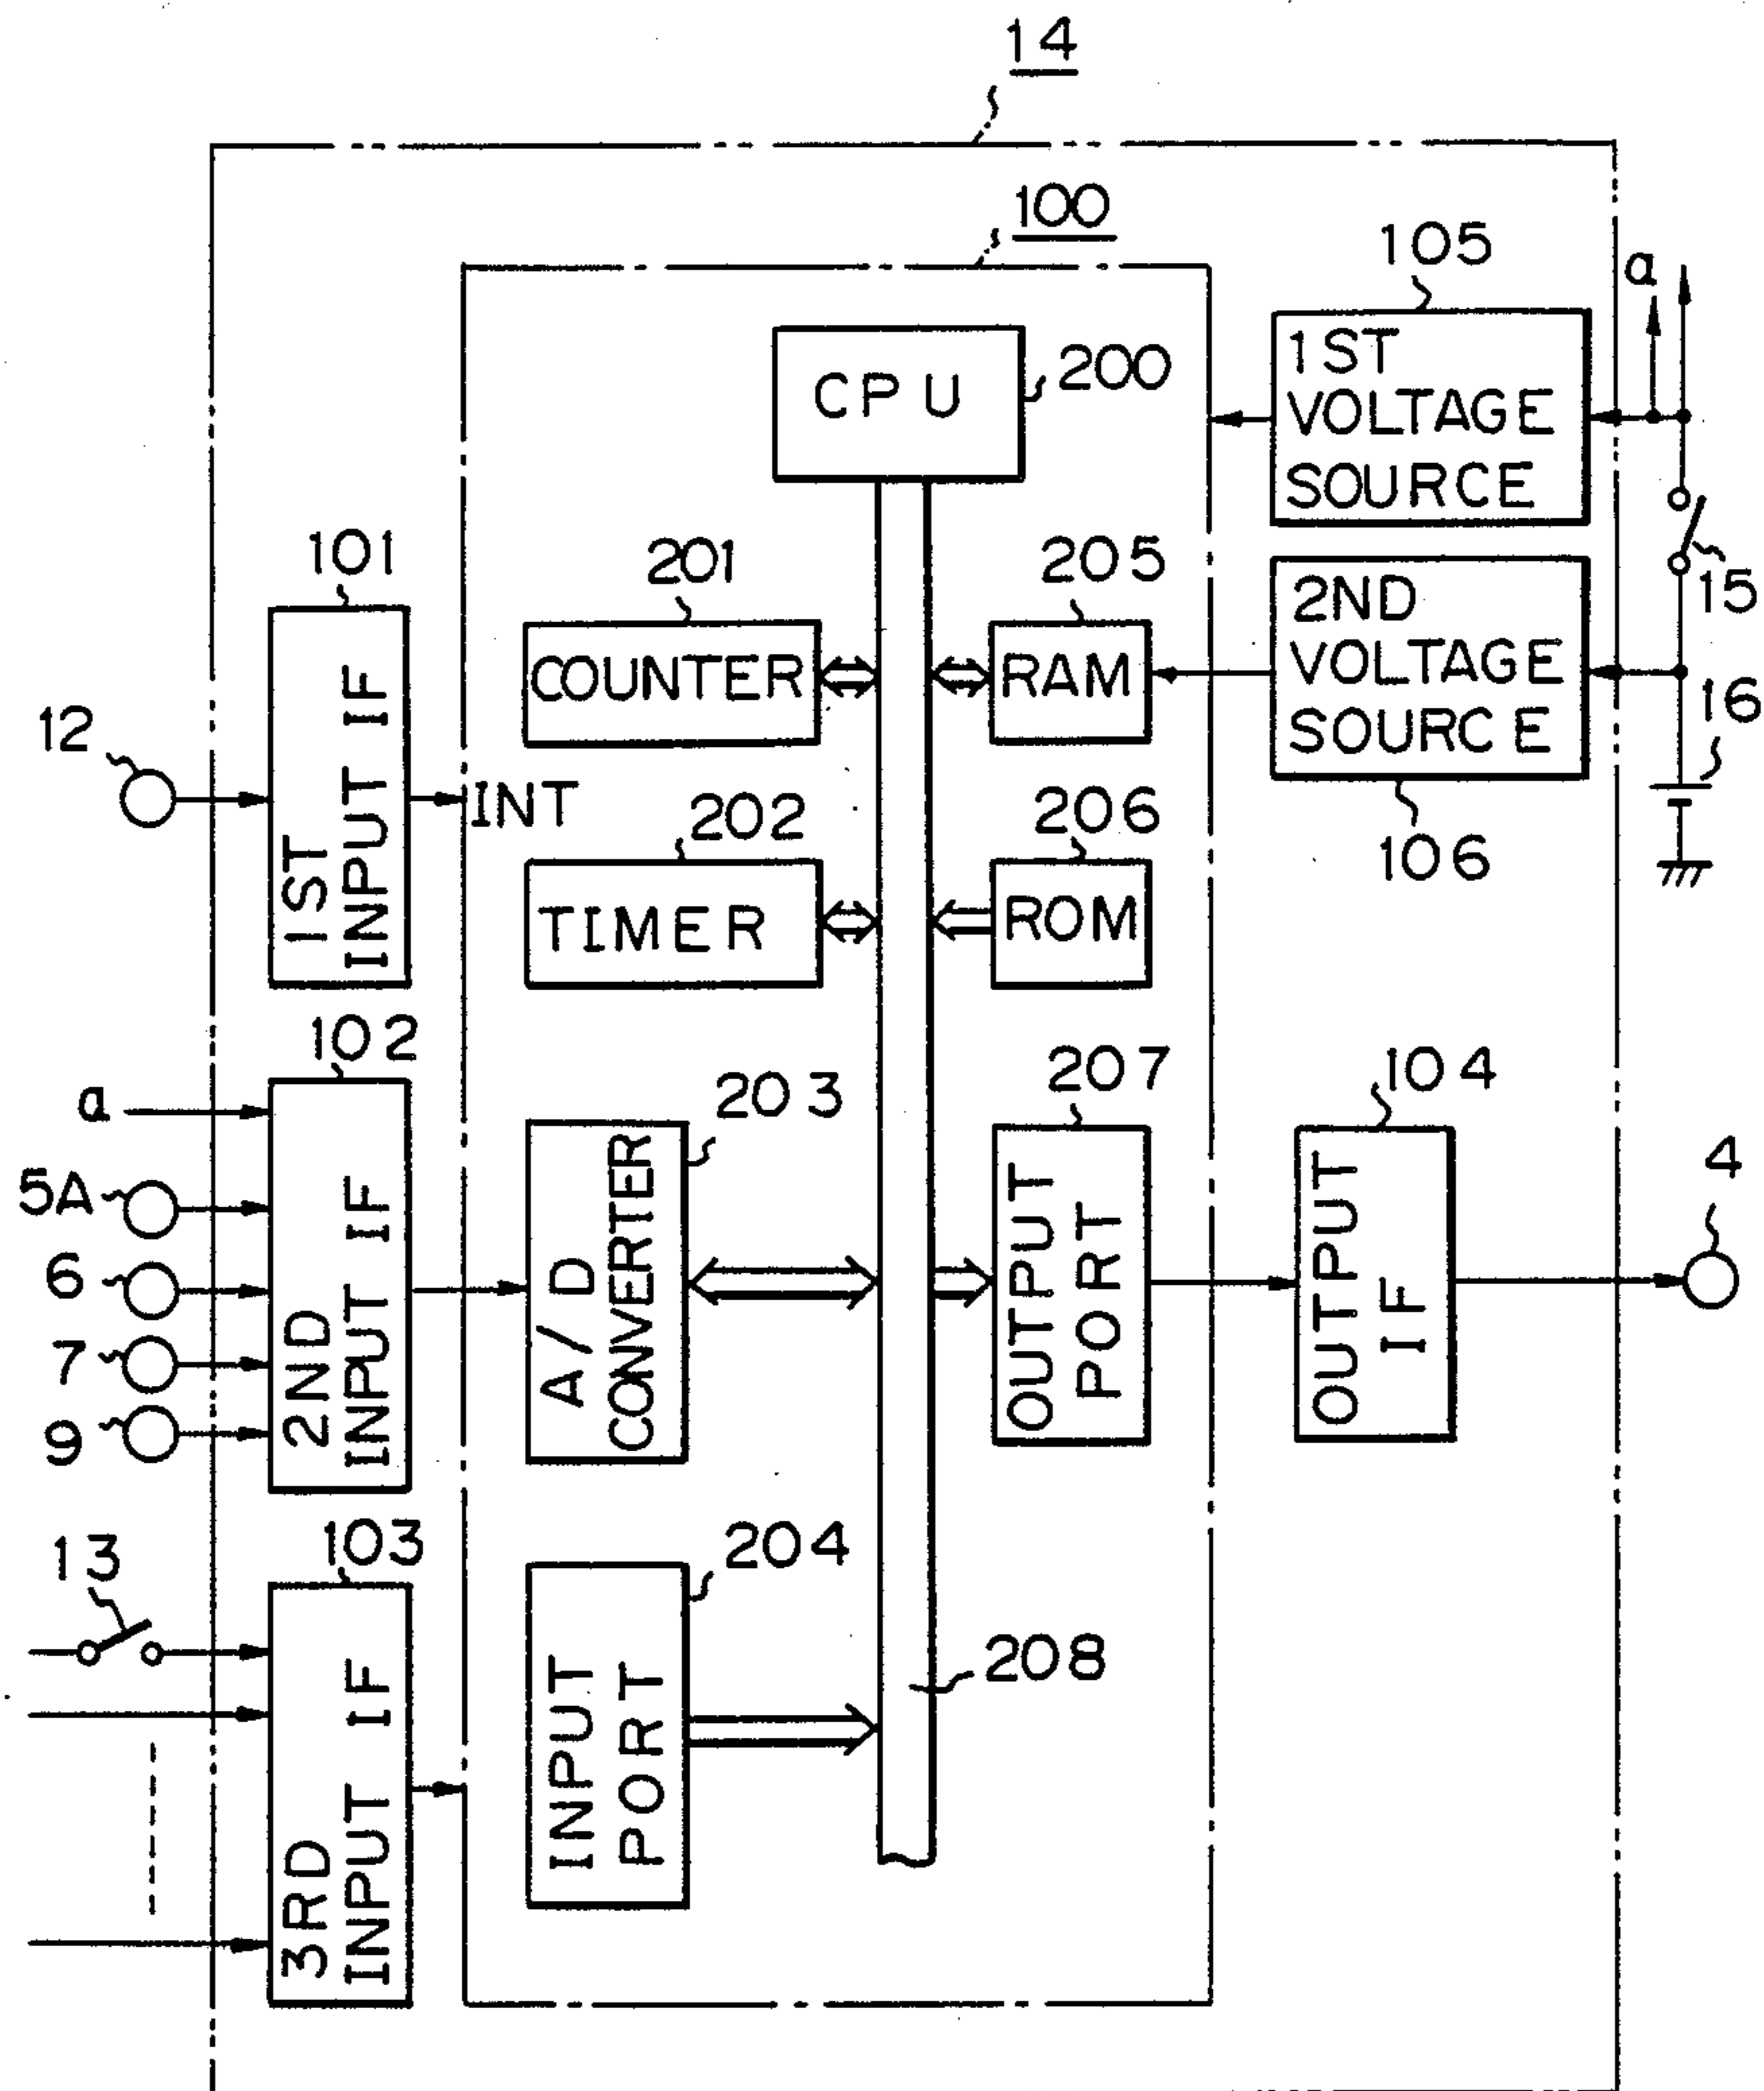 14
100
105
a
1ST
VOLTAGE
SOURCE
CPU
200
15
101
1ST
INPUT IF
201
COUNTER
205
RAM
2ND
VOLTAGE
SOURCE
106
16
12
INT
202
TIMER
206
ROM
102
2ND
INPUT IF
a
5A
6
7
9
203
A/D
CONVERTER
207
OUTPUT
PORT
104
OUTPUT
IF
4
13
103
3RD
INPUT IF
204
INPUT
PORT
208